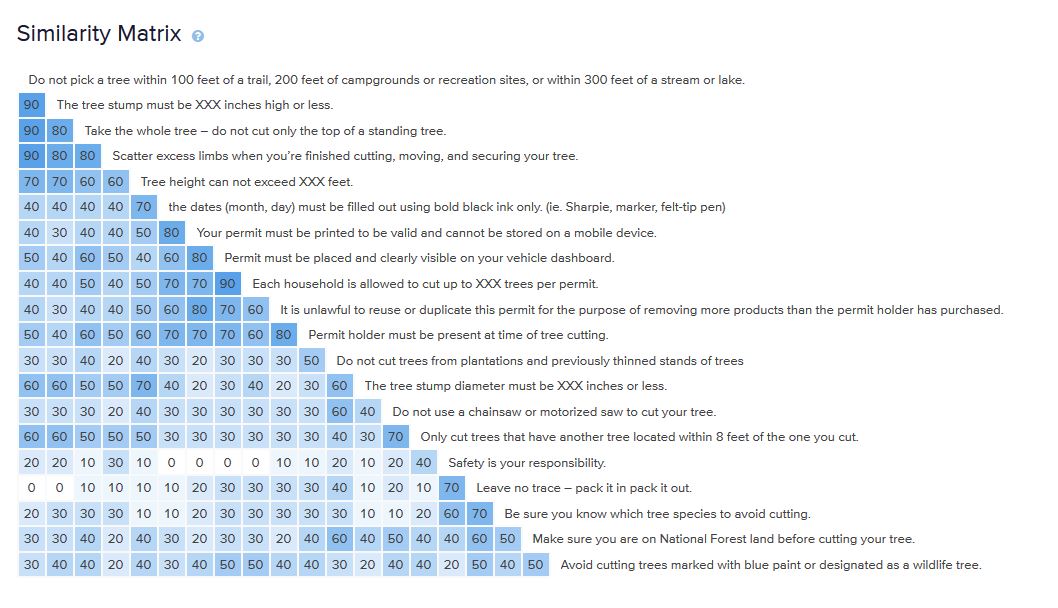 Similarity Matrix ?
Do not pick a tree within 100 feet of a trail, 200 feet of campgrounds or recreation sites, or within 300 feet of a stream or lake.
90 The tree stump must be XXX inches high or less.
90 80 Take the whole tree – do not cut only the top of a standing tree.
90 80 80 Scatter excess limbs when you’re finished cutting, moving, and securing your tree.
70 70 60 60 Tree height can not exceed XXX feet.
40 40 40 40 70 the dates (month, day) must be filled out using bold black ink only. (ie. Sharpie, marker, felt-tip pen)
40 30 40 40 50 80 Your permit must be printed to be valid and cannot be stored on a mobile device.
50 40 60 50 40 60 80 Permit must be placed and clearly visible on your vehicle dashboard.
40 40 50 40 50 70 70 90 Each household is allowed to cut up to XXX trees per permit.
40 30 40 40 50 60 80 70 60 It is unlawful to reuse or duplicate this permit for the purpose of removing more products than the permit holder has purchased.
50 40 60 50 60 70 70 70 60 80 Permit holder must be present at time of tree cutting.
30 30 40 20 40 30 20 30 30 30 50 Do not cut trees from plantations and previously thinned stands of trees
60 60 50 50 70 40 20 30 40 20 30 60 The tree stump diameter must be XXX inches or less.
30 30 30 20 40 30 30 30 30 30 30 60 40 Do not use a chainsaw or motorized saw to cut your tree.
60 60 50 50 50 30 30 30 30 30 30 40 30 70 Only cut trees that have another tree located within 8 feet of the one you cut.
20 20 10 30 10 0 0 0 0 10 10 20 10 20 40 Safety is your responsibility.
0 0 10 10 10 10 20 30 30 30 30 40 10 20 10 70 Leave no trace – pack it in pack it out.
20 30 30 30 10 10 20 30 30 30 30 30 10 10 20 60 70 Be sure you know which tree species to avoid cutting.
30 30 40 20 40 30 20 30 30 20 40 60 40 50 40 40 60 50 Make sure you are on National Forest land before cutting your tree.
30 40 40 20 40 30 40 50 50 40 40 30 20 40 40 20 50 40 50 Avoid cutting trees marked with blue paint or designated as a wildlife tree.